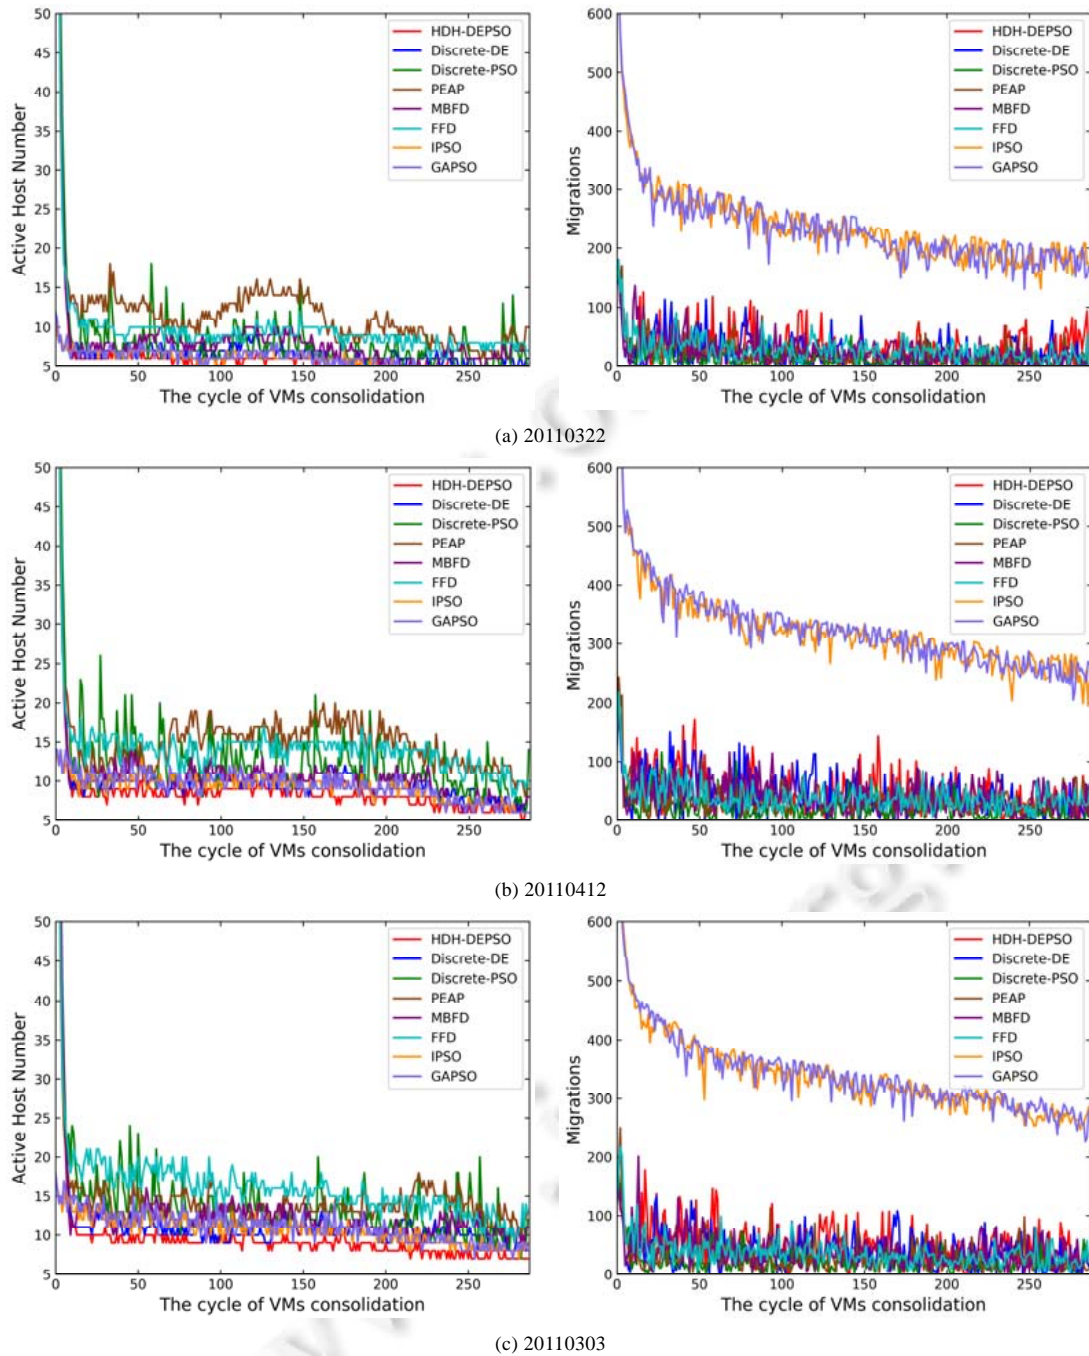 50
45
40
35
30
25
20
15
10
5
0
50
100
150
200
250
Active Host Number
The cycle of VMs consolidation
HDH-DEPSO
Discrete-DE
Discrete-PSO
PEAP
MBFD
FFD
IPSO
GAPSO
600
500
400
300
200
100
0
0
50
100
150
200
250
Migrations
The cycle of VMs consolidation
HDH-DEPSO
Discrete-DE
Discrete-PSO
PEAP
MBFD
FFD
IPSO
GAPSO
(a) 20110322
50
45
40
35
30
25
20
15
10
5
0
50
100
150
200
250
Active Host Number
The cycle of VMs consolidation
HDH-DEPSO
Discrete-DE
Discrete-PSO
PEAP
MBFD
FFD
IPSO
GAPSO
600
500
400
300
200
100
0
0
50
100
150
200
250
Migrations
The cycle of VMs consolidation
HDH-DEPSO
Discrete-DE
Discrete-PSO
PEAP
MBFD
FFD
IPSO
GAPSO
(b) 20110412
50
45
40
35
30
25
20
15
10
5
0
50
100
150
200
250
Active Host Number
The cycle of VMs consolidation
HDH-DEPSO
Discrete-DE
Discrete-PSO
PEAP
MBFD
FFD
IPSO
GAPSO
600
500
400
300
200
100
0
0
50
100
150
200
250
Migrations
The cycle of VMs consolidation
HDH-DEPSO
Discrete-DE
Discrete-PSO
PEAP
MBFD
FFD
IPSO
GAPSO
(c) 20110303